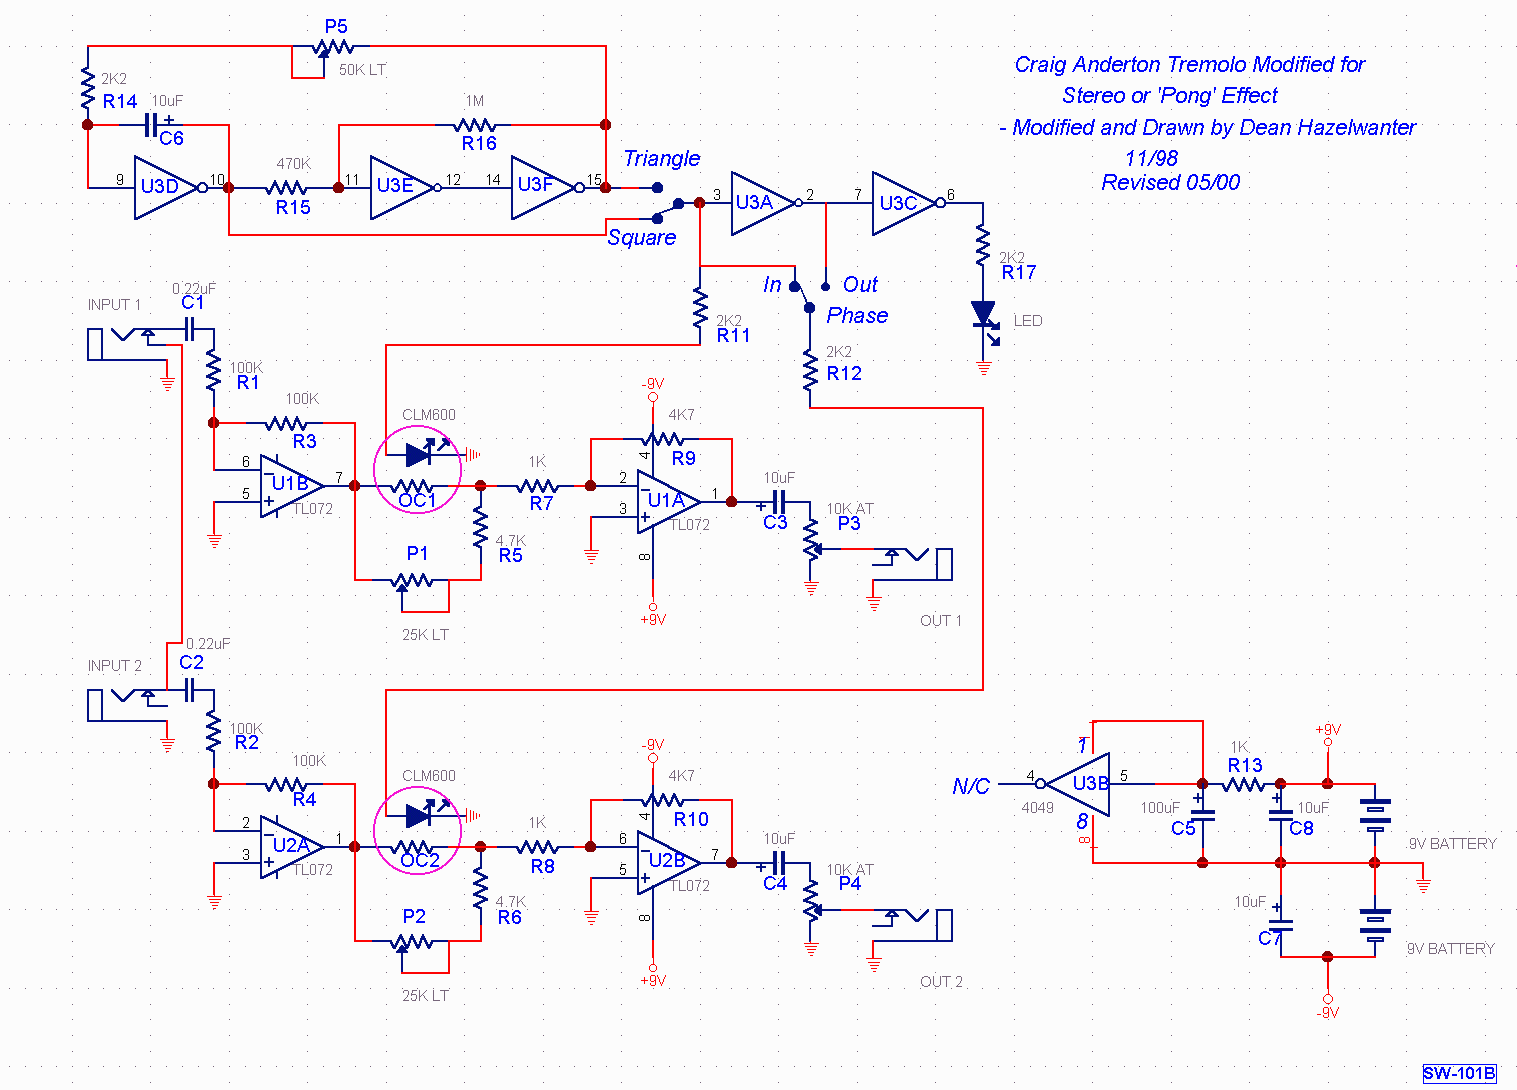 P5
50K LT
2K2
R14
10uF
+
C6
1M
R16
9
U3D
10
470K
R15
11
U3E
12
14
U3F
15
Triangle
Square
3
U3A
2
7
U3C
6
Craig Anderton Tremolo Modified for
Stereo or 'Pong' Effect
- Modified and Drawn by Dean Hazelwanter
11/98
Revised 05/00
2K2
R17
LED
In
Out
Phase
2K2
R11
2K2
R12
INPUT 1
0.22uF
C1
100K
R1
100K
R3
6
5
U1B
7
TL072
CLM600
OC1
P1
25K LT
4.7K
R5
1K
R7
-9V
4K7
R9
4
2
3
U1A
1
TL072
8
+9V
10uF
+
C3
10K AT
P3
OUT 1
INPUT 2
0.22uF
C2
100K
R2
100K
R4
2
3
U2A
1
TL072
CLM600
OC2
P2
25K LT
4.7K
R6
1K
R8
-9V
4K7
R10
4
6
5
U2B
7
TL072
8
+9V
10uF
+
C4
10K AT
P4
OUT 2
N/C
4
4049
1
U3B
5
8
8
1K
R13
+9V
100uF
+
C5
+
10uF
C8
9V BATTERY
10uF
+
C7
9V BATTERY
-9V
SW-101B